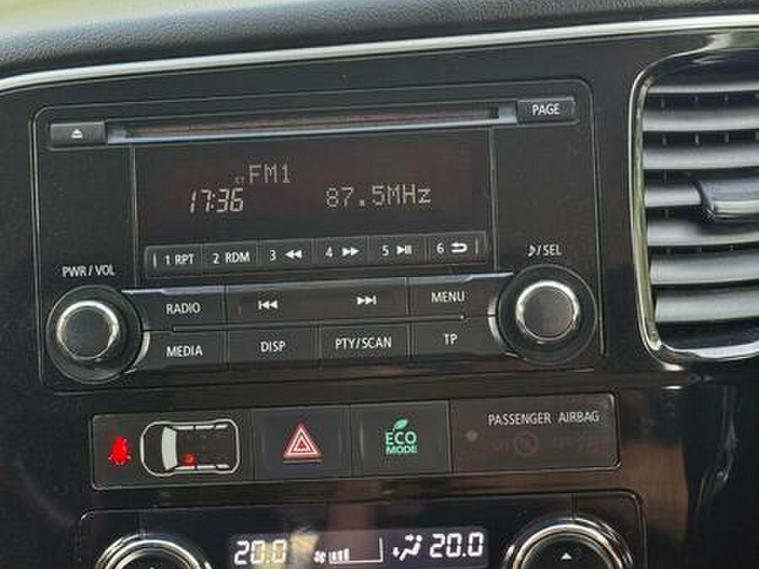 PAGE
CT FM1
17:36 87.5MHz
1 RPT 2 RDM 3 4 5 6
PWR / VOL
♪/SEL
RADIO MENU
MEDIA DISP PTY/SCAN TP
PASSENGER AIRBAG
ECO
MODE
20.0 20.0